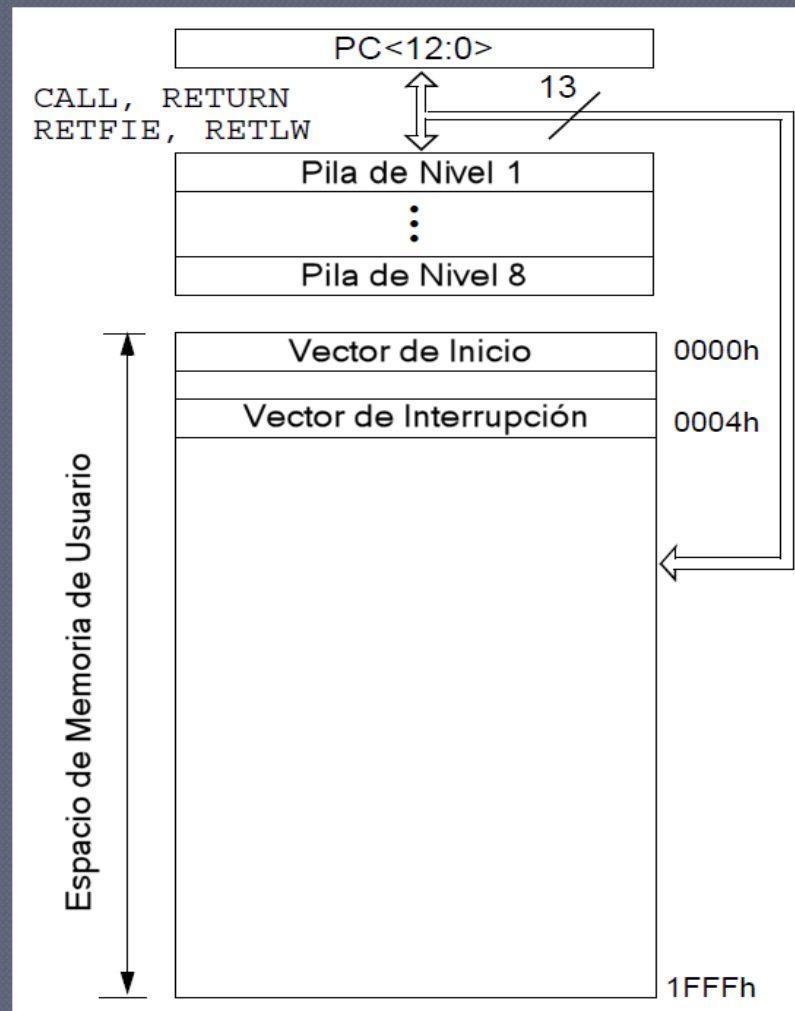 PC<12:0>
CALL, RETURN
RETFIE, RETLW
13
Pila de Nivel 1
Pila de Nivel 8
Vector de Inicio
0000h
Vector de Interrupción
0004h
Espacio de Memoria de Usuario
1FFFh